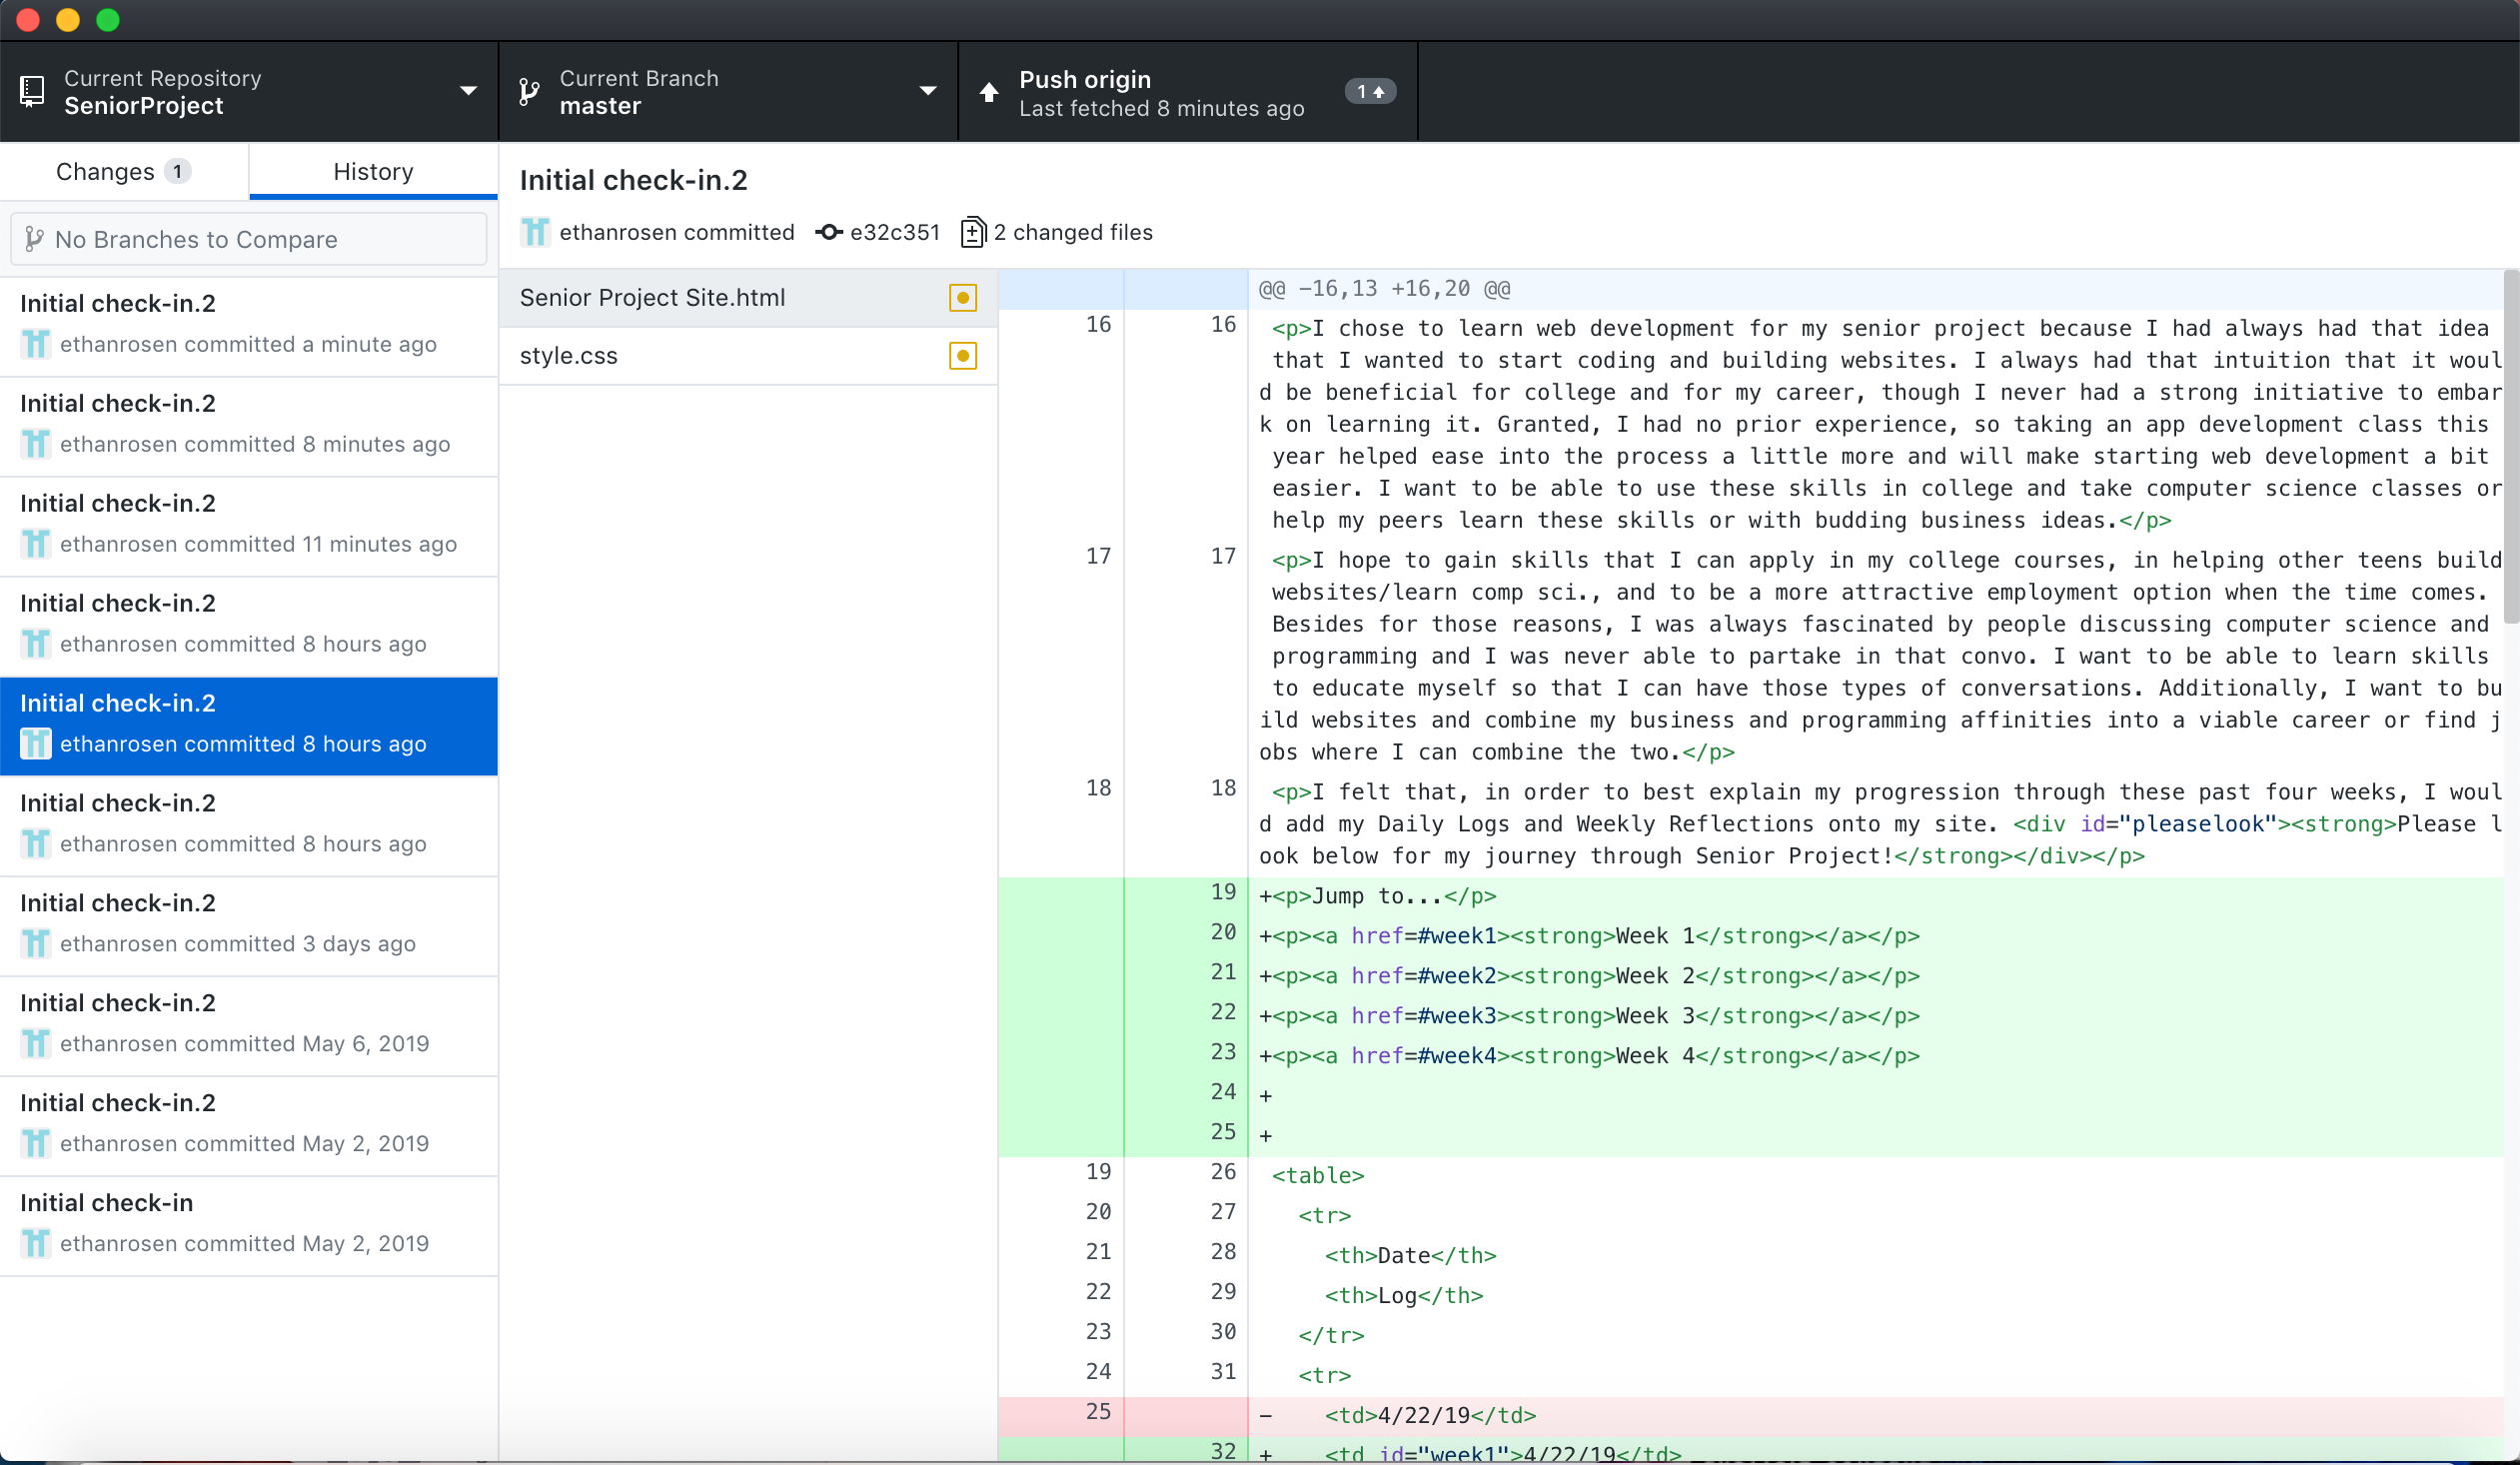 Current Repository
SeniorProject
Current Branch
master
Push origin
Last fetched 8 minutes ago
1
Changes 1
History
No Branches to Compare
Initial check-in.2
ethanrosen committed a minute ago
Initial check-in.2
ethanrosen committed 8 minutes ago
Initial check-in.2
ethanrosen committed 11 minutes ago
Initial check-in.2
ethanrosen committed 8 hours ago
Initial check-in.2
ethanrosen committed 8 hours ago
Initial check-in.2
ethanrosen committed 8 hours ago
Initial check-in.2
ethanrosen committed 3 days ago
Initial check-in.2
ethanrosen committed May 6, 2019
Initial check-in.2
ethanrosen committed May 2, 2019
Initial check-in
ethanrosen committed May 2, 2019
Initial check-in.2
ethanrosen committed e32c351 2 changed files
Senior Project Site.html
style.css
@@ -16,13 +16,20 @@
16 16 <p>I chose to learn web development for my senior project because I had always had that idea
that I wanted to start coding and building websites. I always had that intuition that it woul
d be beneficial for college and for my career, though I never had a strong initiative to embar
k on learning it. Granted, I had no prior experience, so taking an app development class this
year helped ease into the process a little more and will make starting web development a bit
easier. I want to be able to use these skills in college and take computer science classes or
help my peers learn these skills or with budding business ideas.</p>
17 17 <p>I hope to gain skills that I can apply in my college courses, in helping other teens build
websites/learn comp sci., and to be a more attractive employment option when the time comes.
Besides for those reasons, I was always fascinated by people discussing computer science and
programming and I was never able to partake in that convo. I want to be able to learn skills
to educate myself so that I can have those types of conversations. Additionally, I want to bu
ild websites and combine my business and programming affinities into a viable career or find j
obs where I can combine the two.</p>
18 18 <p>I felt that, in order to best explain my progression through these past four weeks, I woul
d add my Daily Logs and Weekly Reflections onto my site. <div id="pleaselook"><strong>Please l
ook below for my journey through Senior Project!</strong></div></p>
19 +<p>Jump to...</p>
20 +<p><a href=#week1><strong>Week 1</strong></a></p>
21 +<p><a href=#week2><strong>Week 2</strong></a></p>
22 +<p><a href=#week3><strong>Week 3</strong></a></p>
23 +<p><a href=#week4><strong>Week 4</strong></a></p>
24 +
25 +
19 26 <table>
20 27 <tr>
21 28 <th>Date</th>
22 29 <th>Log</th>
23 30 </tr>
24 31 <tr>
25 - <td>4/22/19</td>
32 + <td id="week1">4/22/19</td>